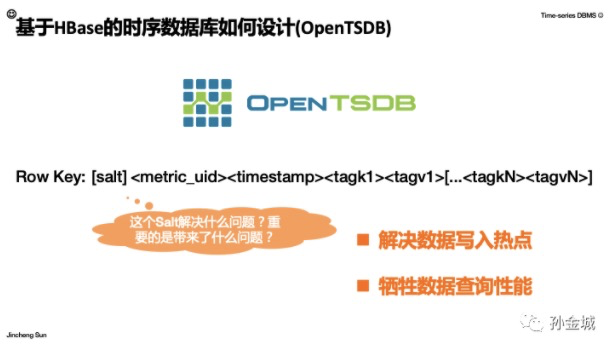 Time-series DBMS
基于HBase的时序数据库如何设计(OpenTSDB)
OPENTSDB
Row Key: [salt] <metric_uid><timestamp><tagk1><tagv1>[...<tagkN><tagvN>]
这个Salt解决什么问题？重
要的是带来了什么问题？
解决数据写入热点
牺牲数据查询性能
孙金城
Jincheng Sun